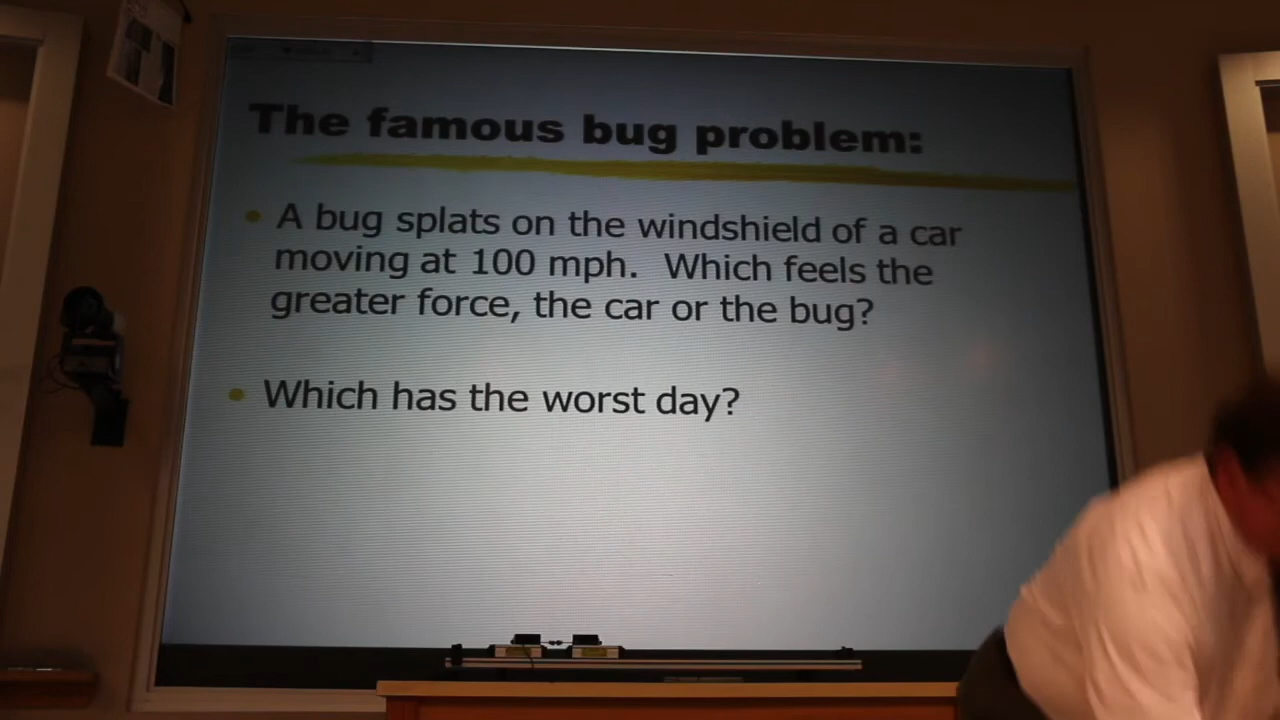 The famous bug problem:
A bug splats on the windshield of a car
moving at 100 mph. Which feels the
greater force, the car or the bug?
Which has the worst day?